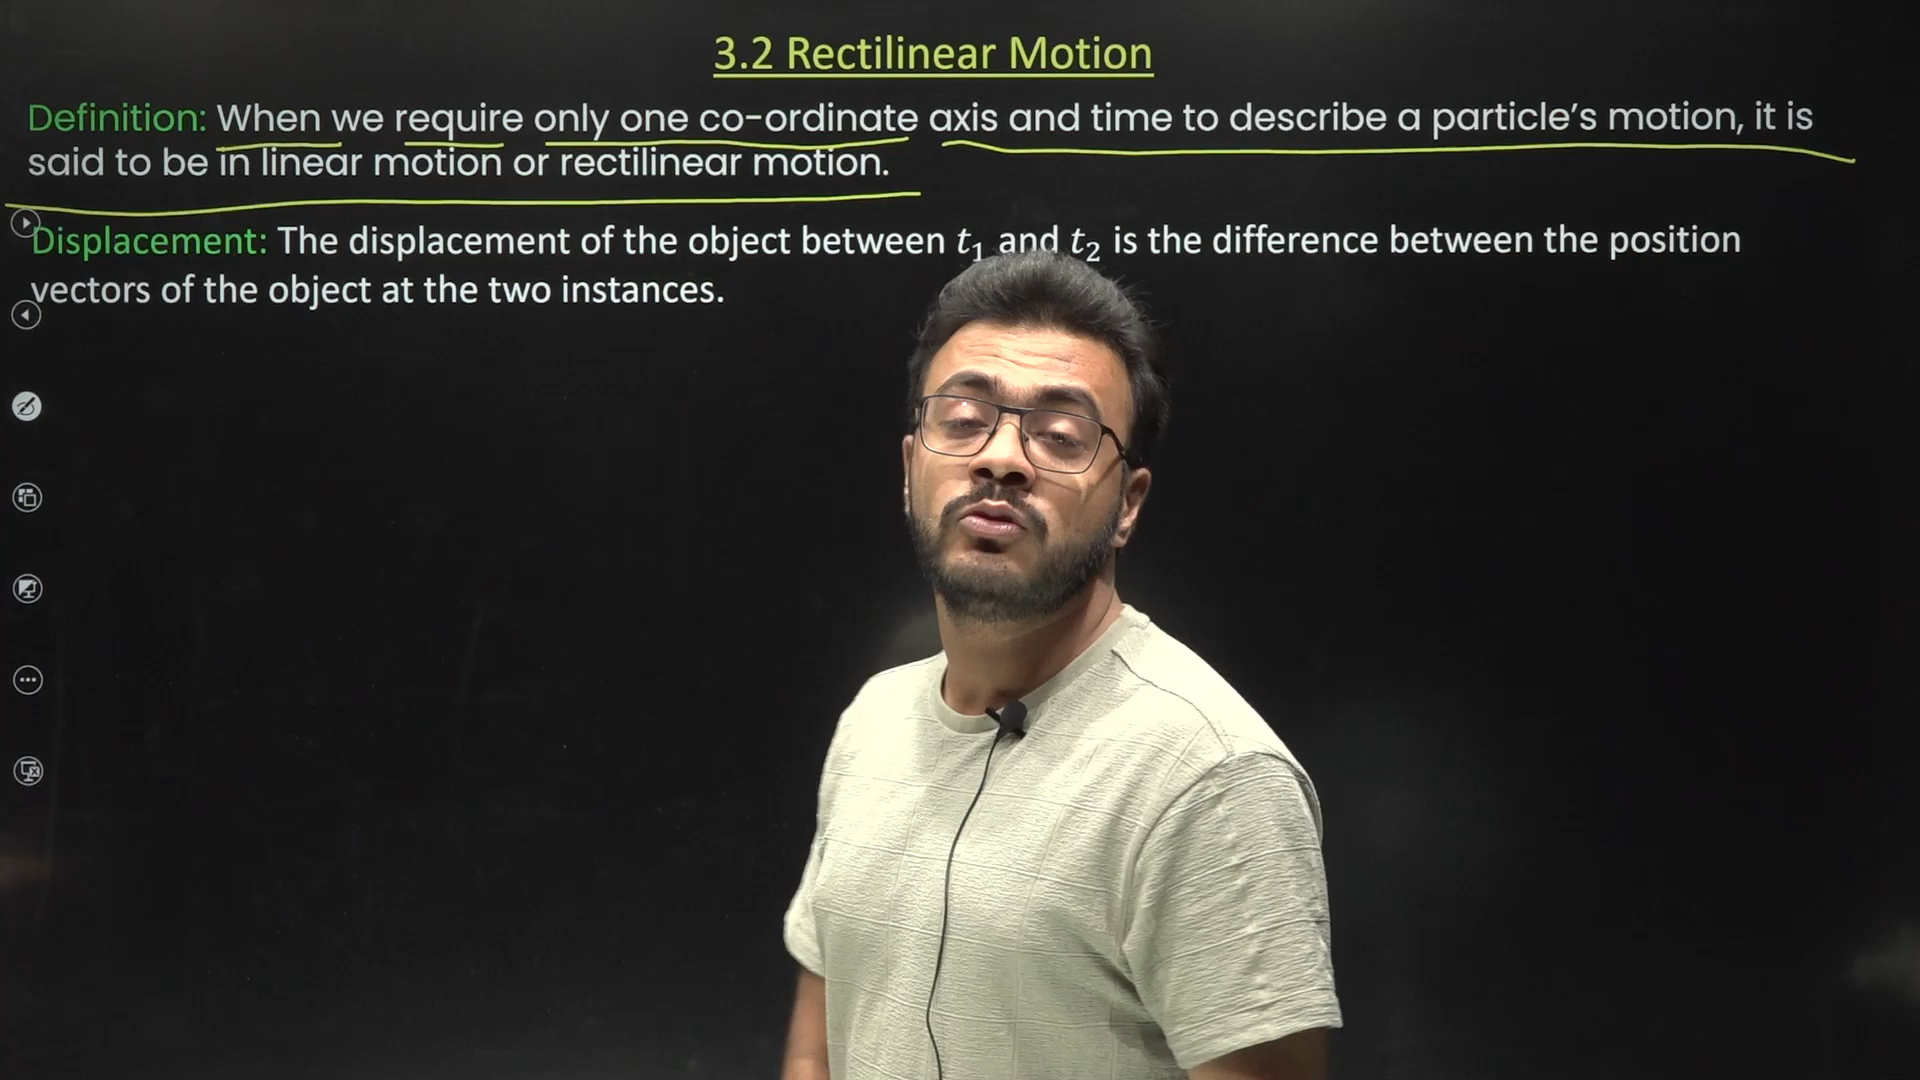 3.2 Rectilinear Motion
Definition: When we require only one co-ordinate axis and time to describe a particle's motion, it is
said to be in linear motion or rectilinear motion.
Displacement: The displacement of the object between t₁ and t₂ is the difference between the position
vectors of the object at the two instances.